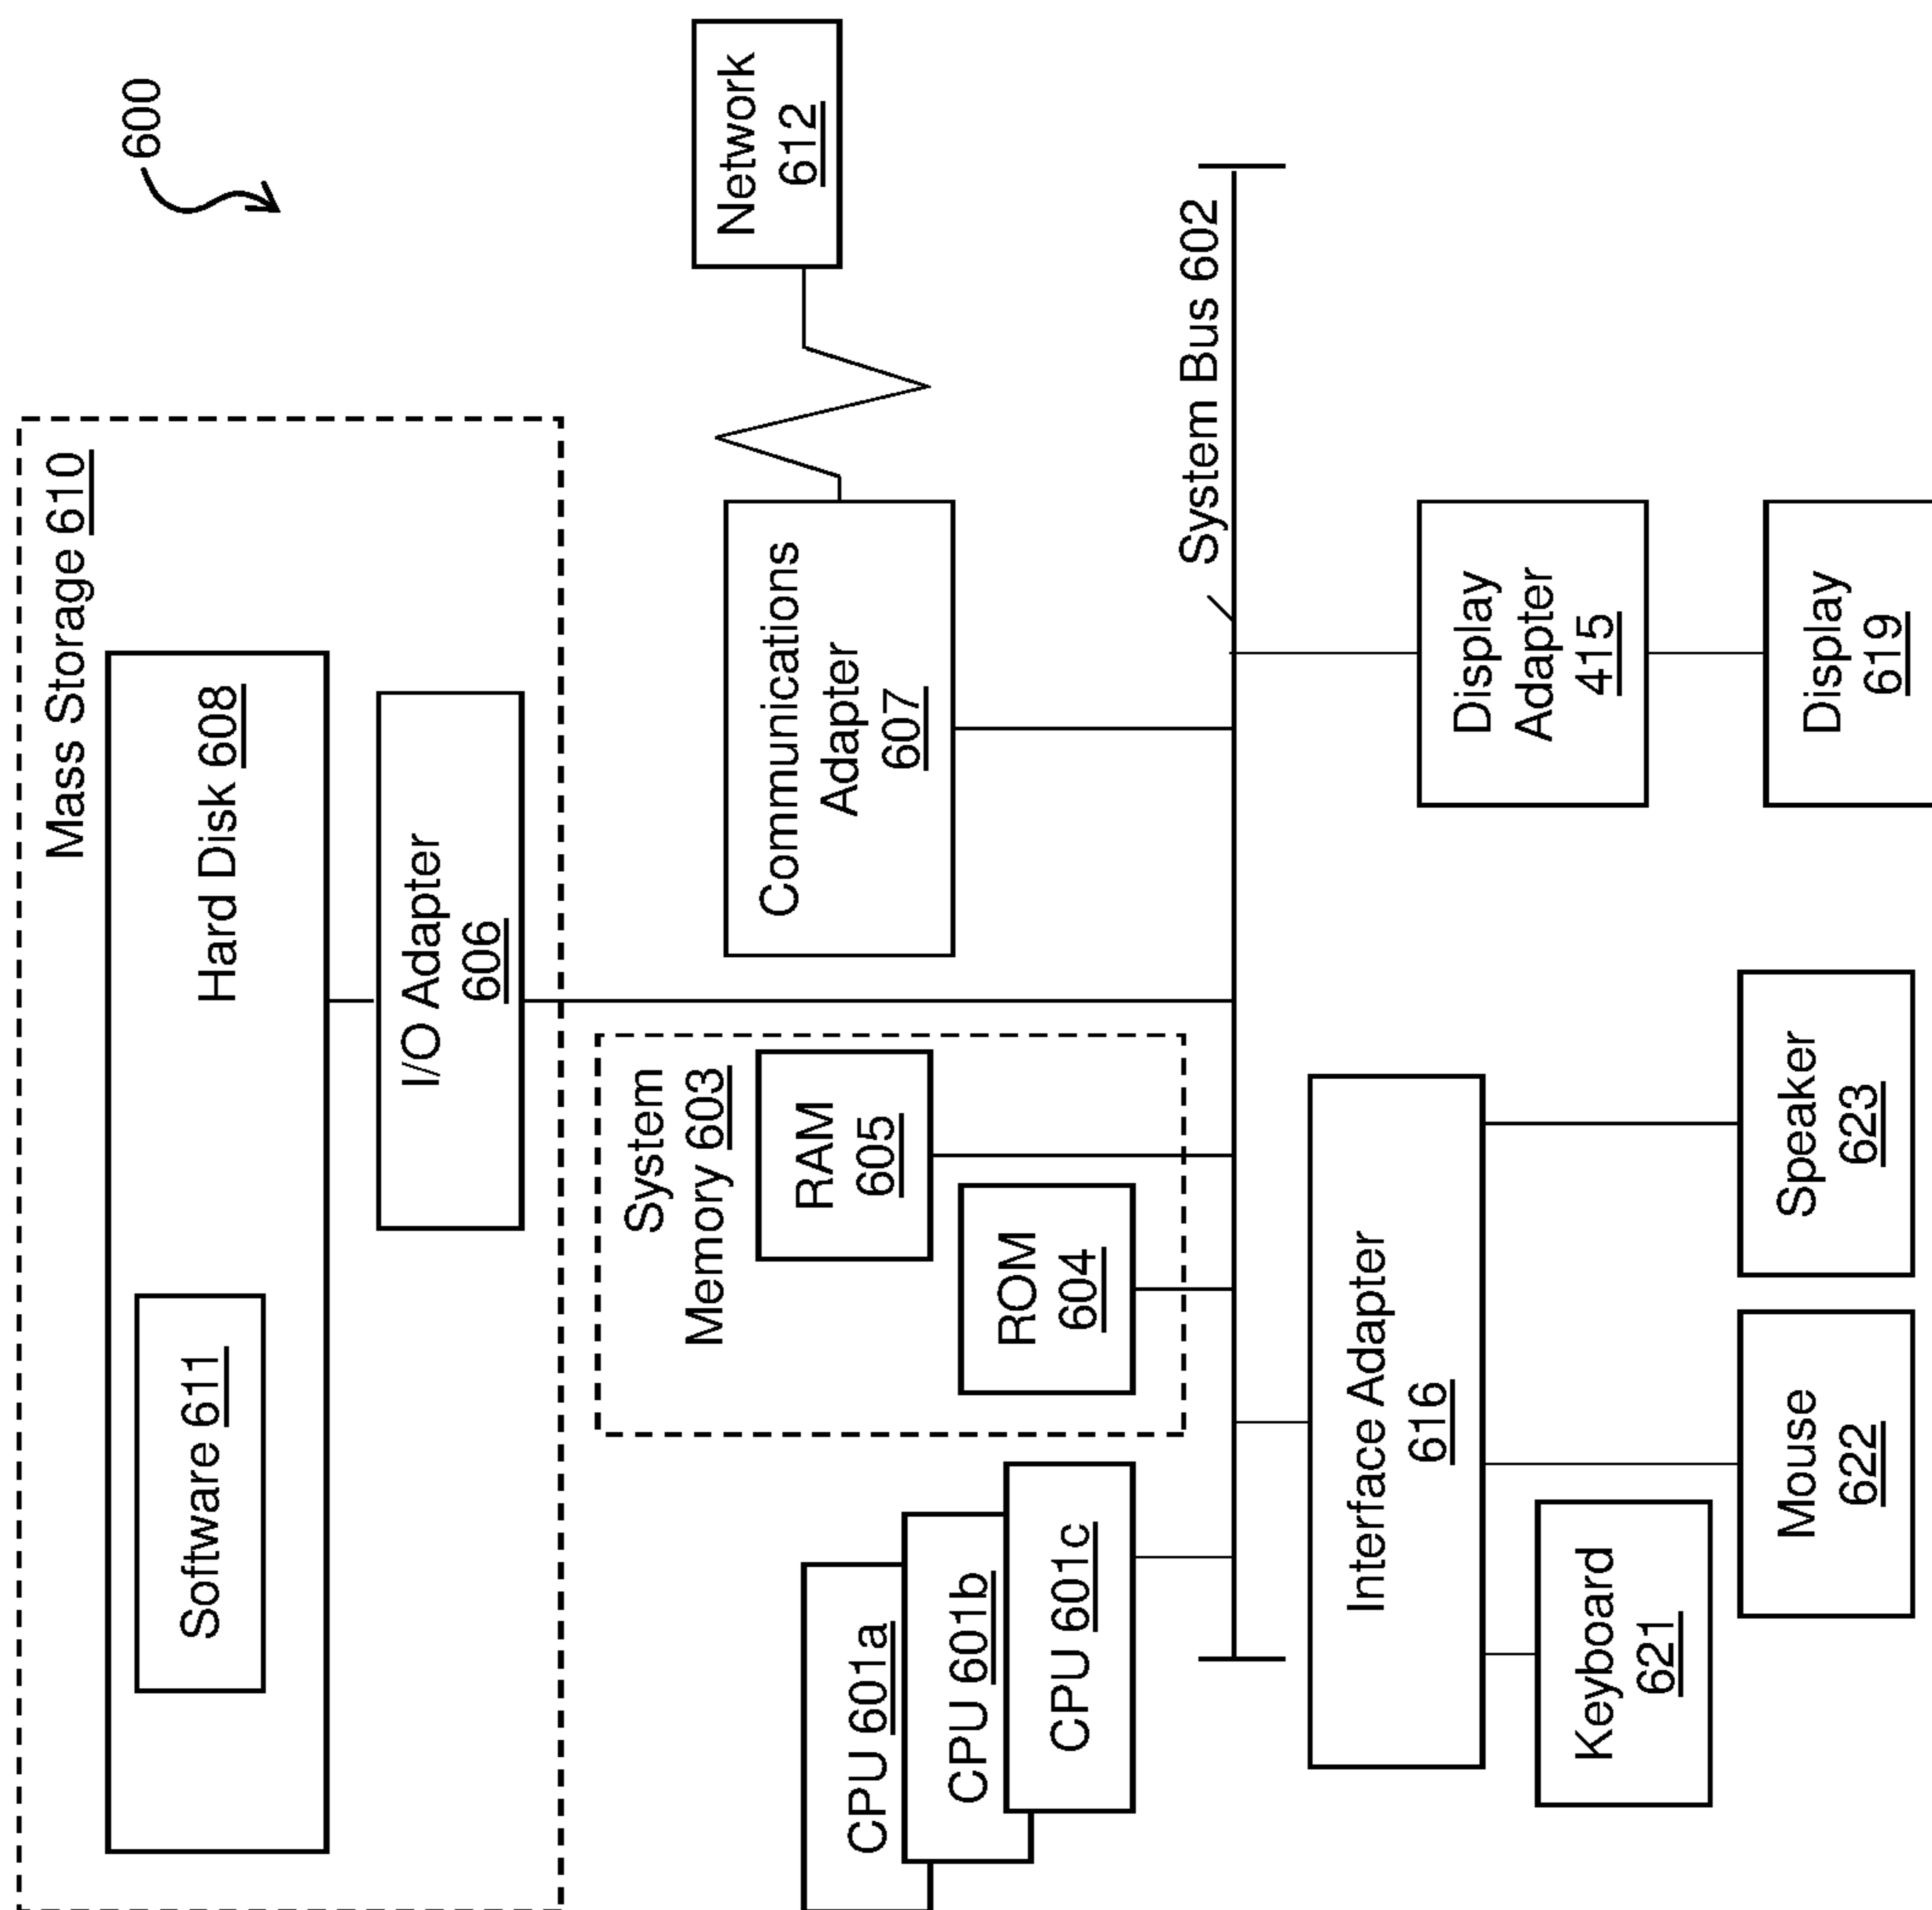 600
Mass Storage 610
Hard Disk 608
Software 611
I/O Adapter
606
Network
612
Communications
Adapter
607
System
Memory 603
RAM
605
ROM
604
CPU 601a
CPU 601b
CPU 601c
System Bus 602
Interface Adapter
616
Display
Adapter
415
Keyboard
621
Mouse
622
Speaker
623
Display
619